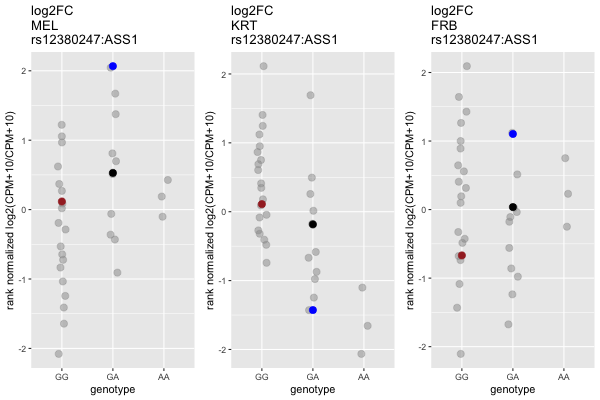 log2FC
MEL
rs12380247:ASS1
rank normalized log2(CPM+10/CPM+10)
2
1
0
-1
-2
GG
GA
AA
genotype
log2FC
KRT
rs12380247:ASS1
rank normalized log2(CPM+10/CPM+10)
2
1
0
-1
-2
GG
GA
AA
genotype
log2FC
FRB
rs12380247:ASS1
rank normalized log2(CPM+10/CPM+10)
2
1
0
-1
-2
GG
GA
AA
genotype